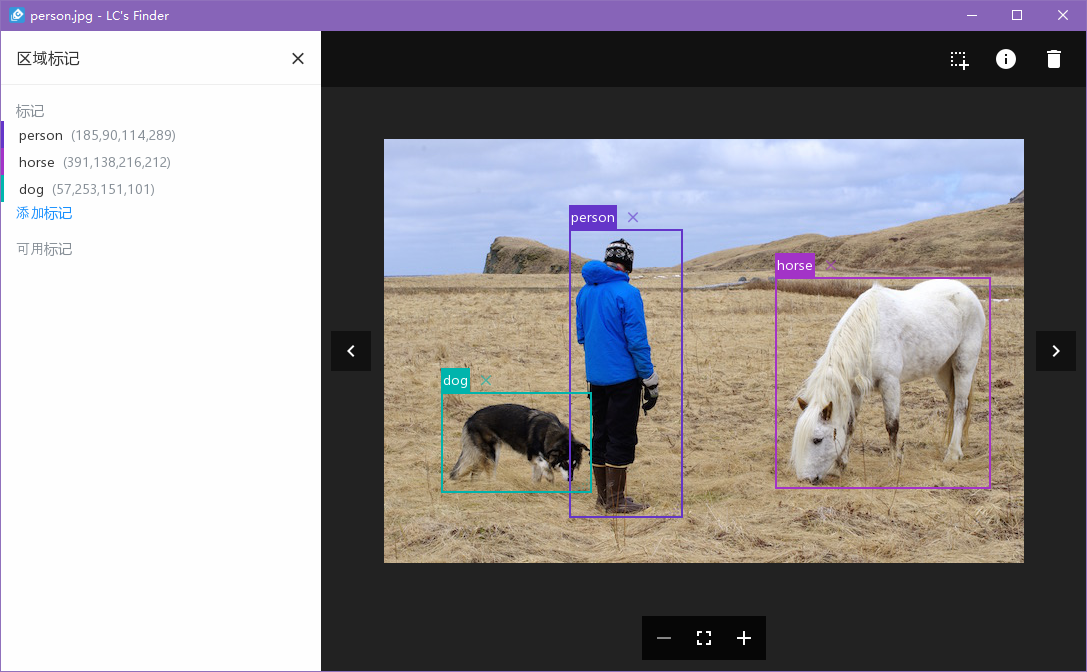 person.jpg - LC's Finder
区域标记
标记
person (185,90,114,289)
horse (391,138,216,212)
dog (57,253,151,101)
添加标记
可用标记
person
horse
dog